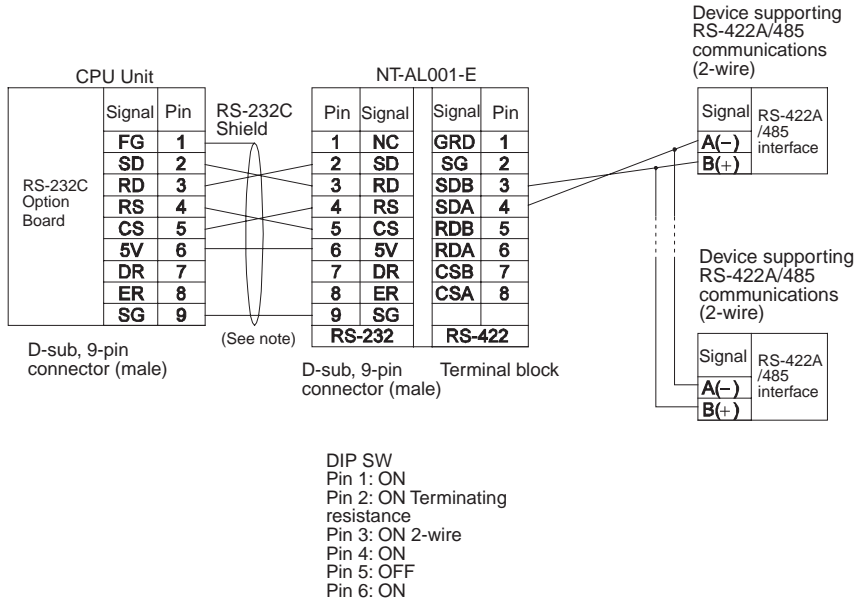 Device supporting
RS-422A/485
communications
(2-wire)
CPU Unit
NT-AL001-E
Signal Pin
RS-232C
Shield
Pin Signal
Signal Pin
Signal
RS-422A
/485
interface
FG 1
1 NC
GRD 1
A(−)
SD 2
2 SD
SG 2
B(+)
RS-232C
Option
Board
RD 3
3 RD
SDB 3
RS 4
4 RS
SDA 4
CS 5
5 CS
RDB 5
5V 6
6 5V
RDA 6
DR 7
7 DR
CSB 7
ER 8
8 ER
CSA 8
SG 9
9 SG
(See note)
RS-232
RS-422
D-sub, 9-pin
connector (male)
D-sub, 9-pin
connector (male)
Terminal block
Device supporting
RS-422A/485
communications
(2-wire)
Signal
RS-422A
/485
interface
A(−)
B(+)
DIP SW
Pin 1: ON
Pin 2: ON Terminating
resistance
Pin 3: ON 2-wire
Pin 4: ON
Pin 5: OFF
Pin 6: ON